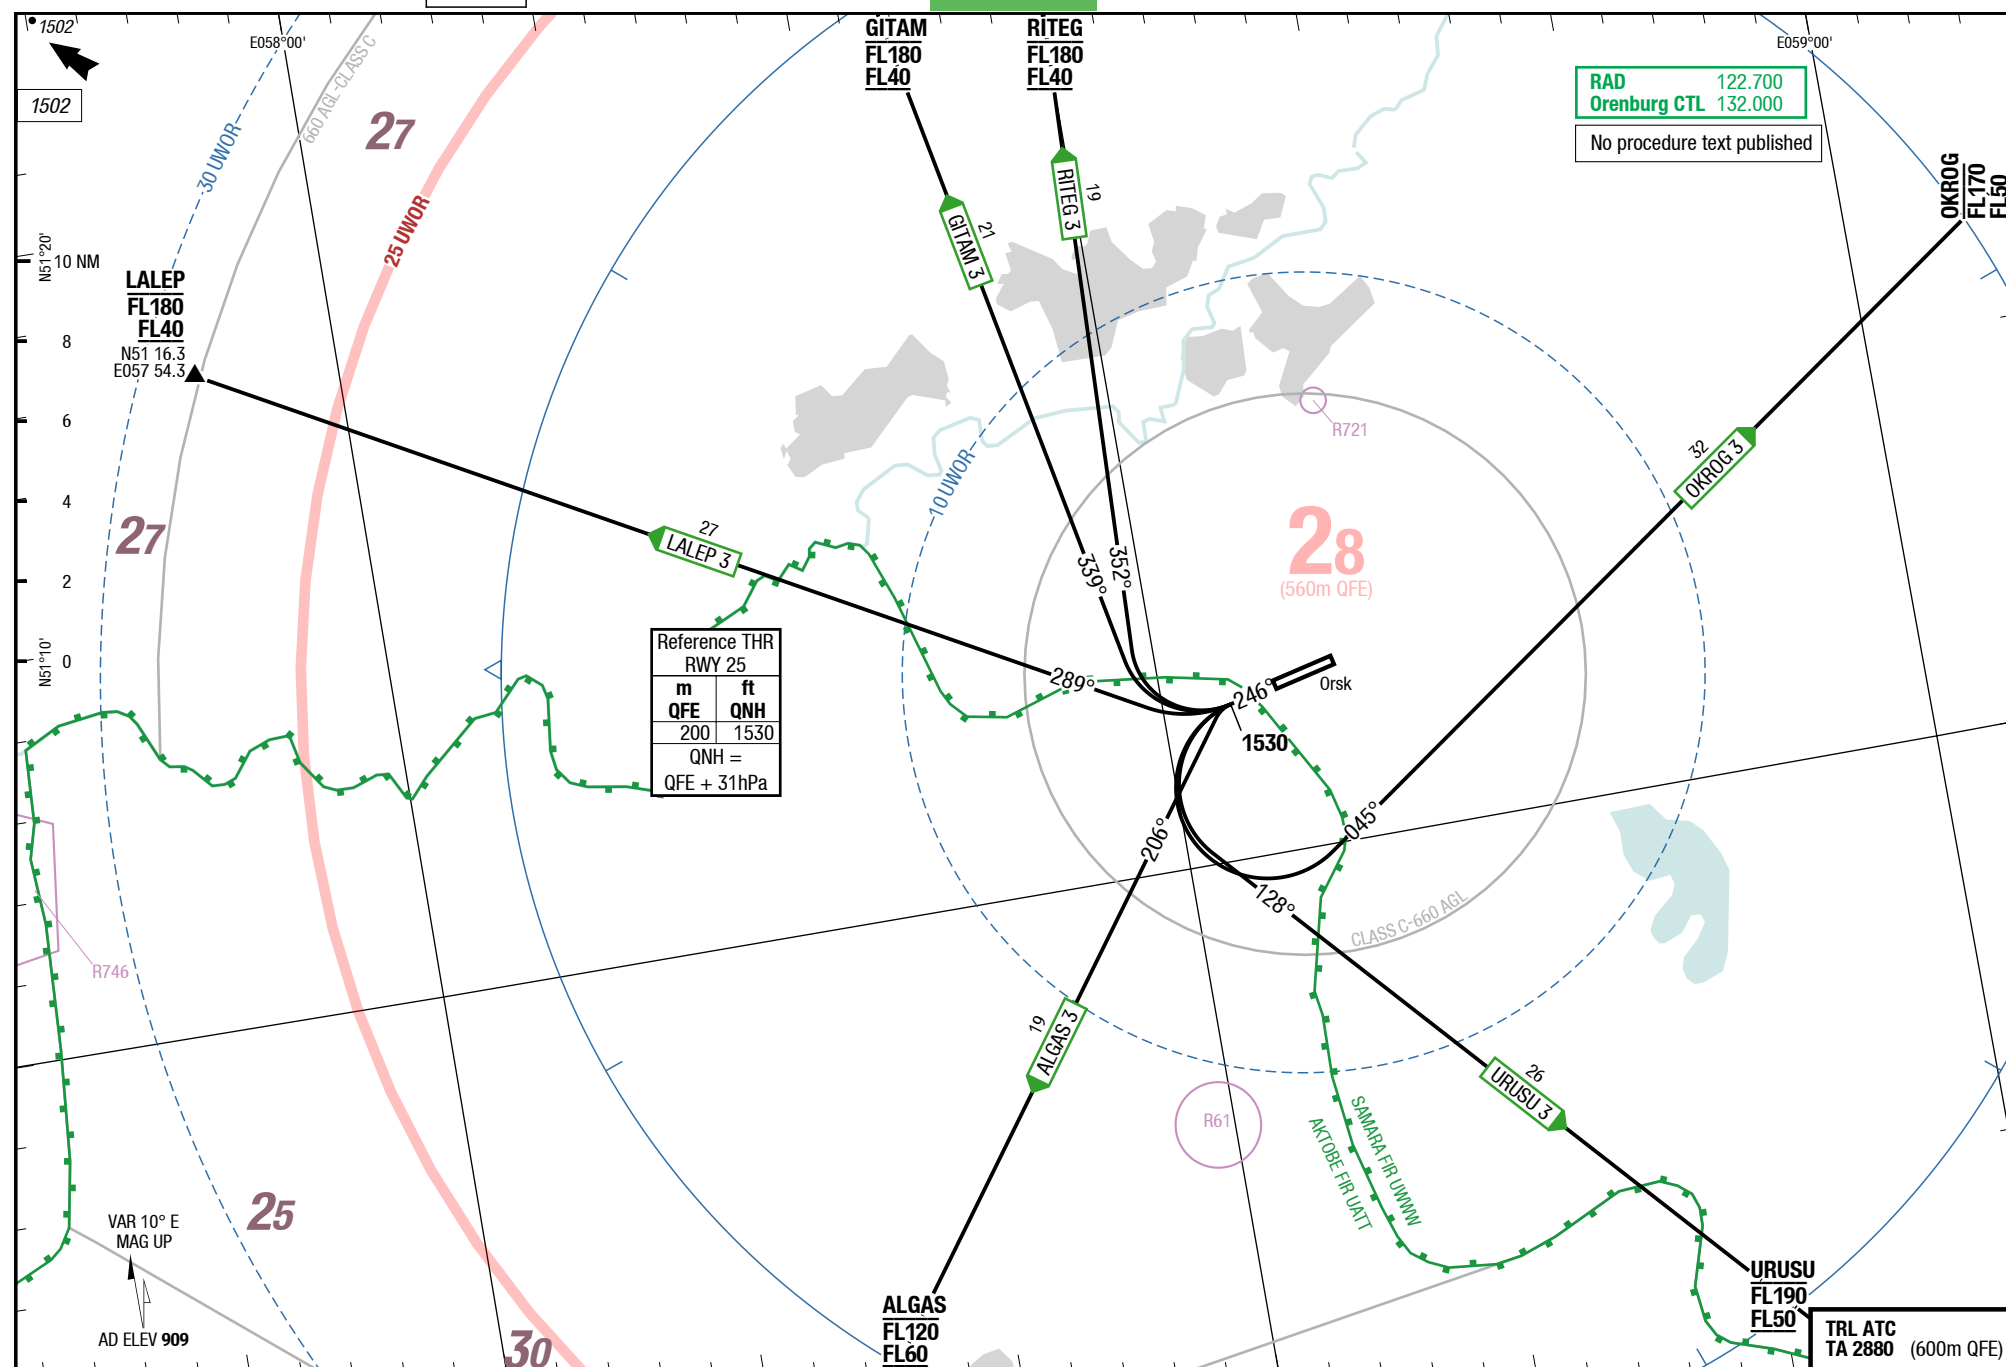 1502
1502
E058°00'
660 AGL-CLASS C
GITAM
FL180
FL40
RITEG
FL180
FL40
E059°00'
RAD 122.700
Orenburg CTL 132.000
No procedure text published
OKROG
FL170
FL50
27
30 UWOR
25 UWOR
RITEG 3
19
GITAM 3
21
N51°20'
10 NM
8
6
4
2
0
N51°10'
LALEP
FL180
FL40
N51 16.3
E057 54.3
R721
10 UWOR
32
OKROG 3
27
27
LALEP 3
339°
352°
28
(560m QFE)
Reference THR
RWY 25
m ft
QFE QNH
200 1530
QNH =
QFE + 31hPa
289°
246°
Orsk
1530
045°
206°
128°
CLASS C-660 AGL
R746
19
ALGAS 3
R61
26
URUSU 3
SAMARA FIR UWWW
AKTOBE FIR UATT
25
VAR 10° E
MAG UP
AD ELEV 909
30
ALGAS
FL120
FL60
URUSU
FL190
FL50
TRL ATC
TA 2880 (600m QFE)